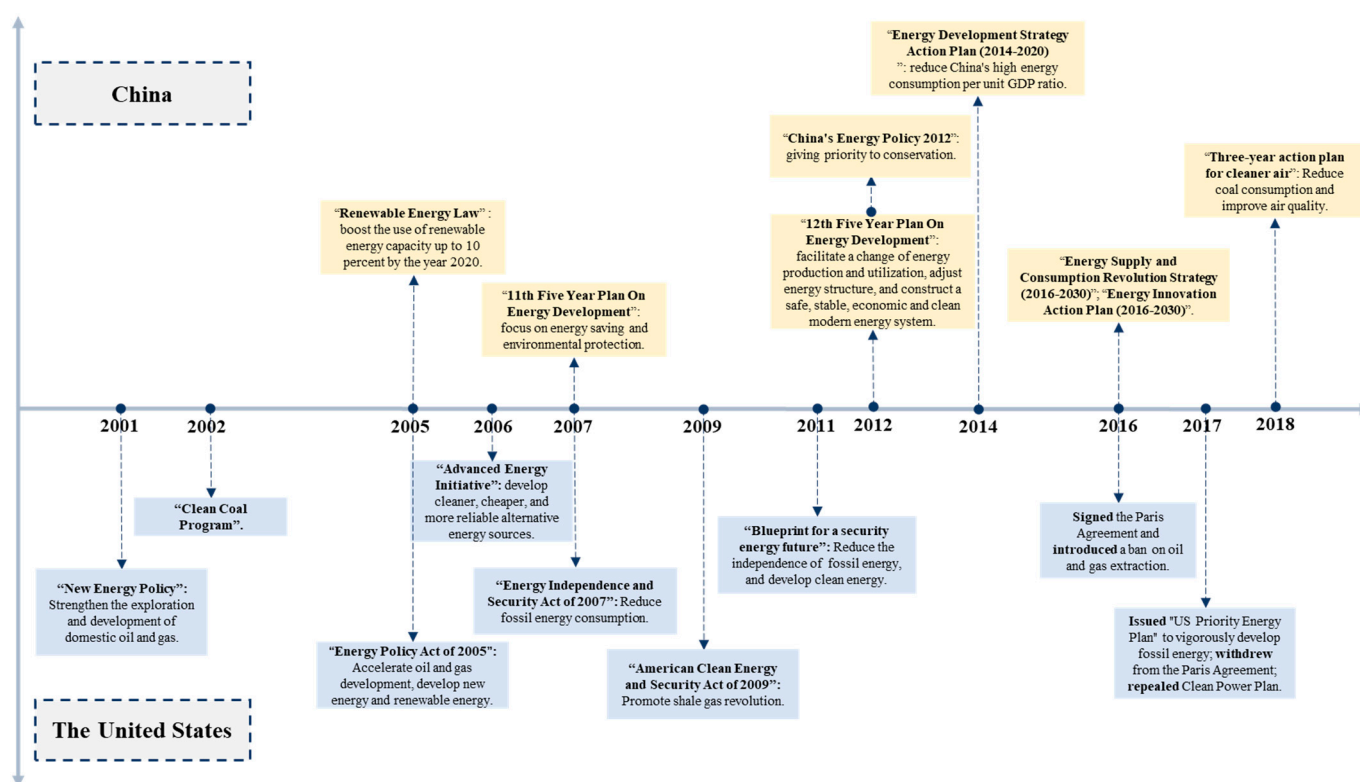 China
“Energy Development Strategy
Action Plan (2014-2020)
”: reduce China's high energy
consumption per unit GDP ratio.
“China's Energy Policy 2012”:
giving priority to conservation.
“Three-year action plan
for cleaner air”: Reduce
coal consumption and
improve air quality.
“Renewable Energy Law” :
boost the use of renewable
energy capacity up to 10
percent by the year 2020.
“12th Five Year Plan On
Energy Development”:
facilitate a change of energy
production and utilization, adjust
energy structure, and construct a
safe, stable, economic and clean
modern energy system.
“Energy Supply and
Consumption Revolution Strategy
(2016-2030)”; “Energy Innovation
Action Plan (2016-2030)”.
“11th Five Year Plan On
Energy Development”:
focus on energy saving and
environmental protection.
2001
2002
2005
2006
2007
2009
2011
2012
2014
2016
2017
2018
“Advanced Energy
Initiative”: develop
cleaner, cheaper, and
more reliable alternative
energy sources.
“Clean Coal
Program”.
“Blueprint for a security
energy future”: Reduce the
independence of fossil energy,
and develop clean energy.
Signed the Paris
Agreement and
introduced a ban on oil
and gas extraction.
“New Energy Policy”:
Strengthen the exploration
and development of
domestic oil and gas.
“Energy Independence and
Security Act of 2007”: Reduce
fossil energy consumption.
Issued "US Priority Energy
Plan" to vigorously develop
fossil energy; withdrew
from the Paris Agreement;
repealed Clean Power Plan.
"Energy Policy Act of 2005":
Accelerate oil and gas
development, develop new
energy and renewable energy.
“American Clean Energy
and Security Act of 2009”:
Promote shale gas revolution.
The United States